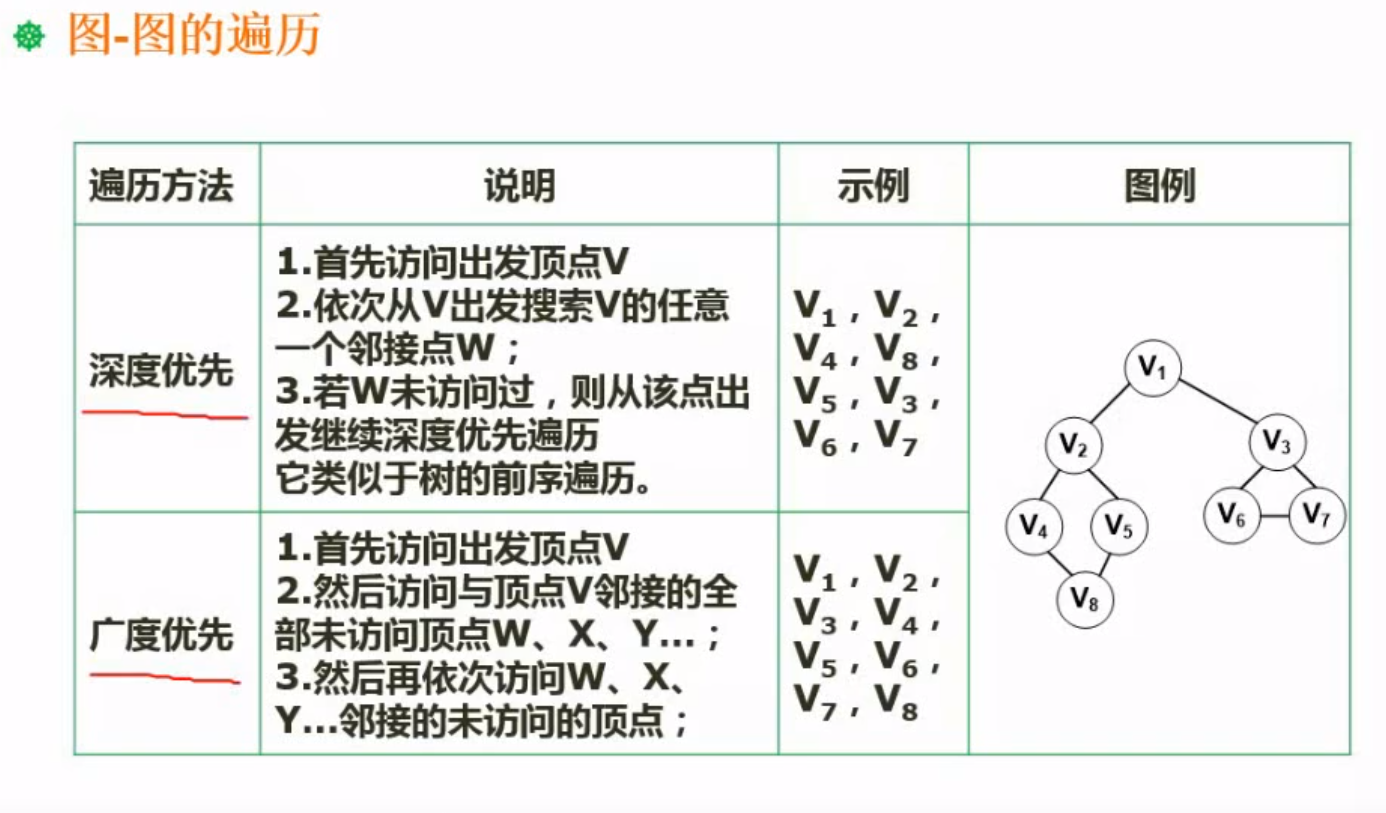 图-图的遍历
遍历方法
说明
示例
图例
深度优先
1.首先访问出发顶点V
2.依次从V出发搜索V的任意
一个邻接点W；
3.若W未访问过，则从该点出
发继续深度优先遍历
它类似于树的前序遍历。
V1，V2，
V4，V8，
V5，V3，
V6，V7
广度优先
1.首先访问出发顶点V
2.然后访问与顶点V邻接的全
部未访问顶点W、X、Y...；
3.然后再依次访问W、X、
Y...邻接的未访问的顶点；
V1，V2，
V3，V4，
V5，V6，
V7，V8
V1
V2
V3
V4
V5
V6
V7
V8